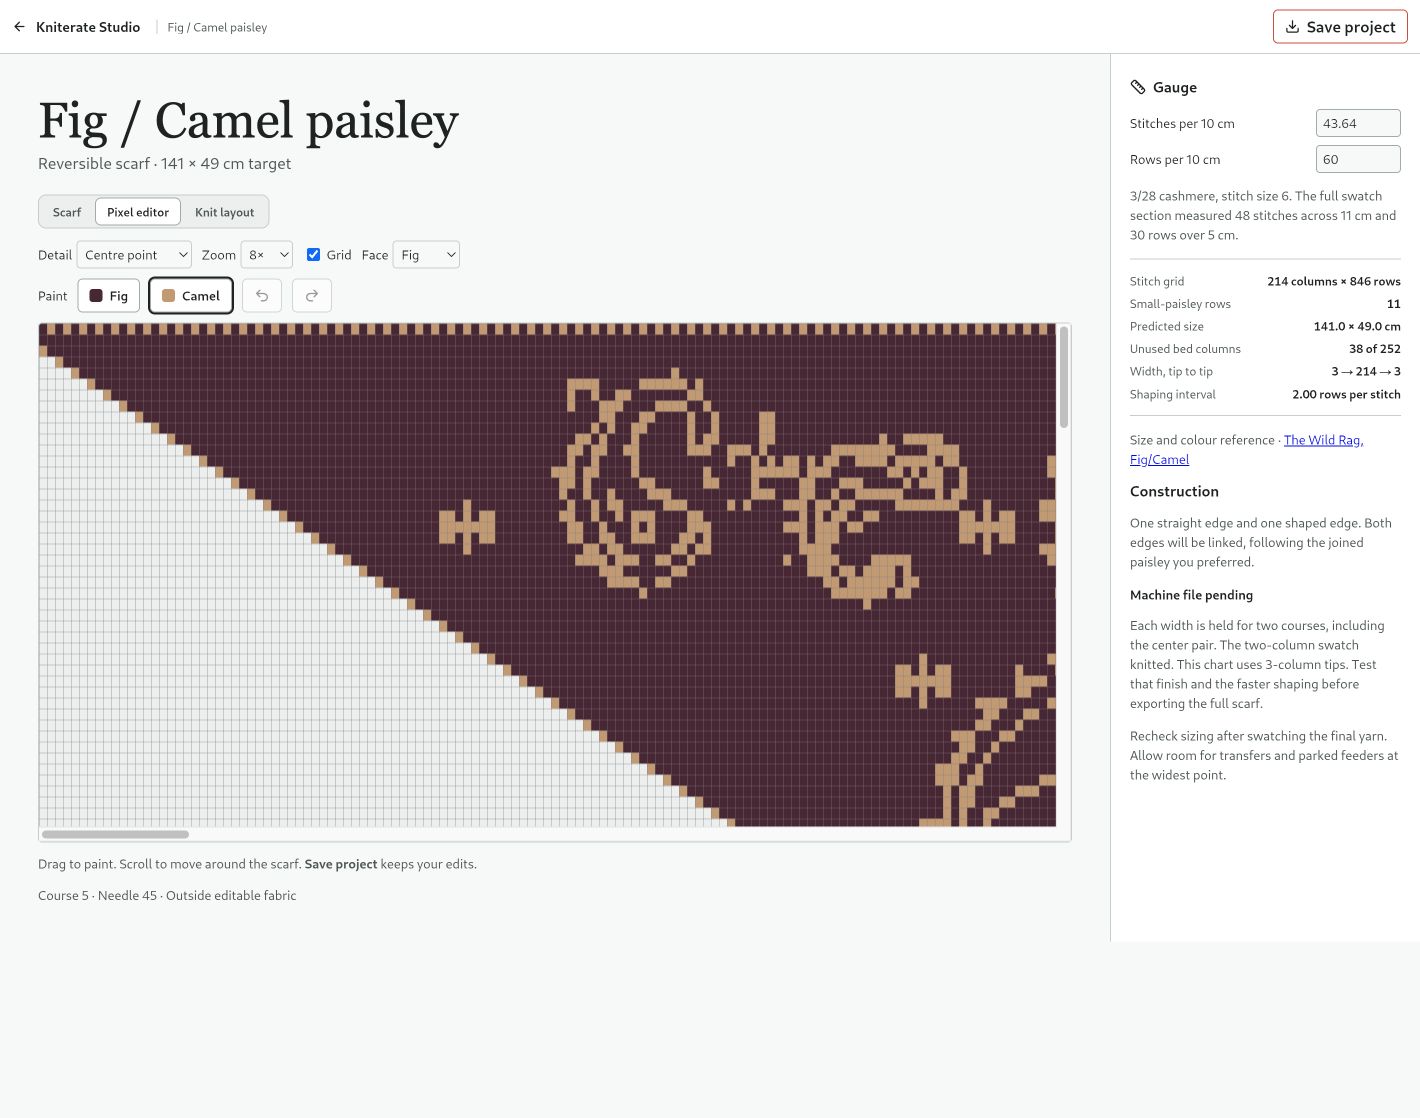 Kniterate Studio
Fig / Camel paisley
Save project
Fig / Camel paisley
Reversible scarf · 141 × 49 cm target
Scarf
Pixel editor
Knit layout
Detail
Centre point
Zoom
8×
Grid
Face
Fig
Paint
Fig
Camel
Drag to paint. Scroll to move around the scarf. Save project keeps your edits.
Course 5 · Needle 45 · Outside editable fabric
Gauge
Stitches per 10 cm
43.64
Rows per 10 cm
60
3/28 cashmere, stitch size 6. The full swatch
section measured 48 stitches across 11 cm and
30 rows over 5 cm.
Stitch grid
214 columns × 846 rows
Small-paisley rows
11
Predicted size
141.0 × 49.0 cm
Unused bed columns
38 of 252
Width, tip to tip
3 → 214 → 3
Shaping interval
2.00 rows per stitch
Size and colour reference · The Wild Rag,
Fig/Camel
Construction
One straight edge and one shaped edge. Both
edges will be linked, following the joined
paisley you preferred.
Machine file pending
Each width is held for two courses, including
the center pair. The two-column swatch
knitted. This chart uses 3-column tips. Test
that finish and the faster shaping before
exporting the full scarf.
Recheck sizing after swatching the final yarn.
Allow room for transfers and parked feeders at
the widest point.